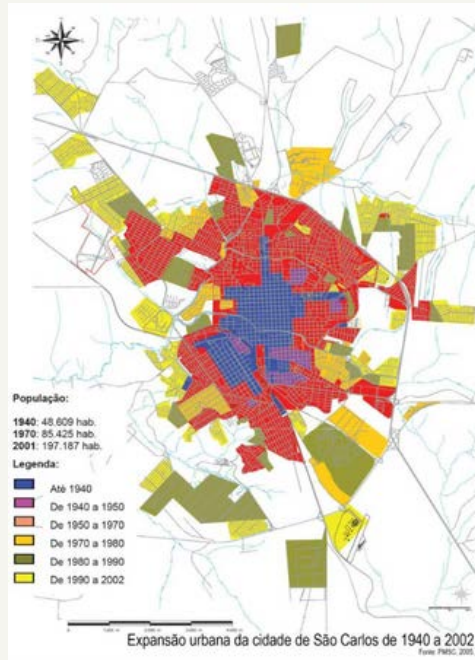 População:
1940: 48.609 hab.
1970: 85.425 hab.
2001: 197.187 hab.
Legenda:
Até 1940
De 1940 a 1950
De 1950 a 1970
De 1970 a 1980
De 1980 a 1990
De 1990 a 2002
Expansão urbana da cidade de São Carlos de 1940 a 2002
Fonte: PMSC, 2005